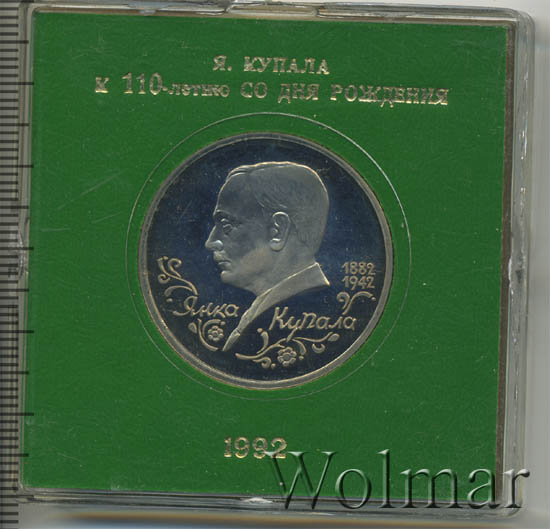 Я. КУПАЛА
К 110-летию СО ДНЯ РОЖДЕНИЯ
1882
1942
Янка
Купала
1992
Wolmar